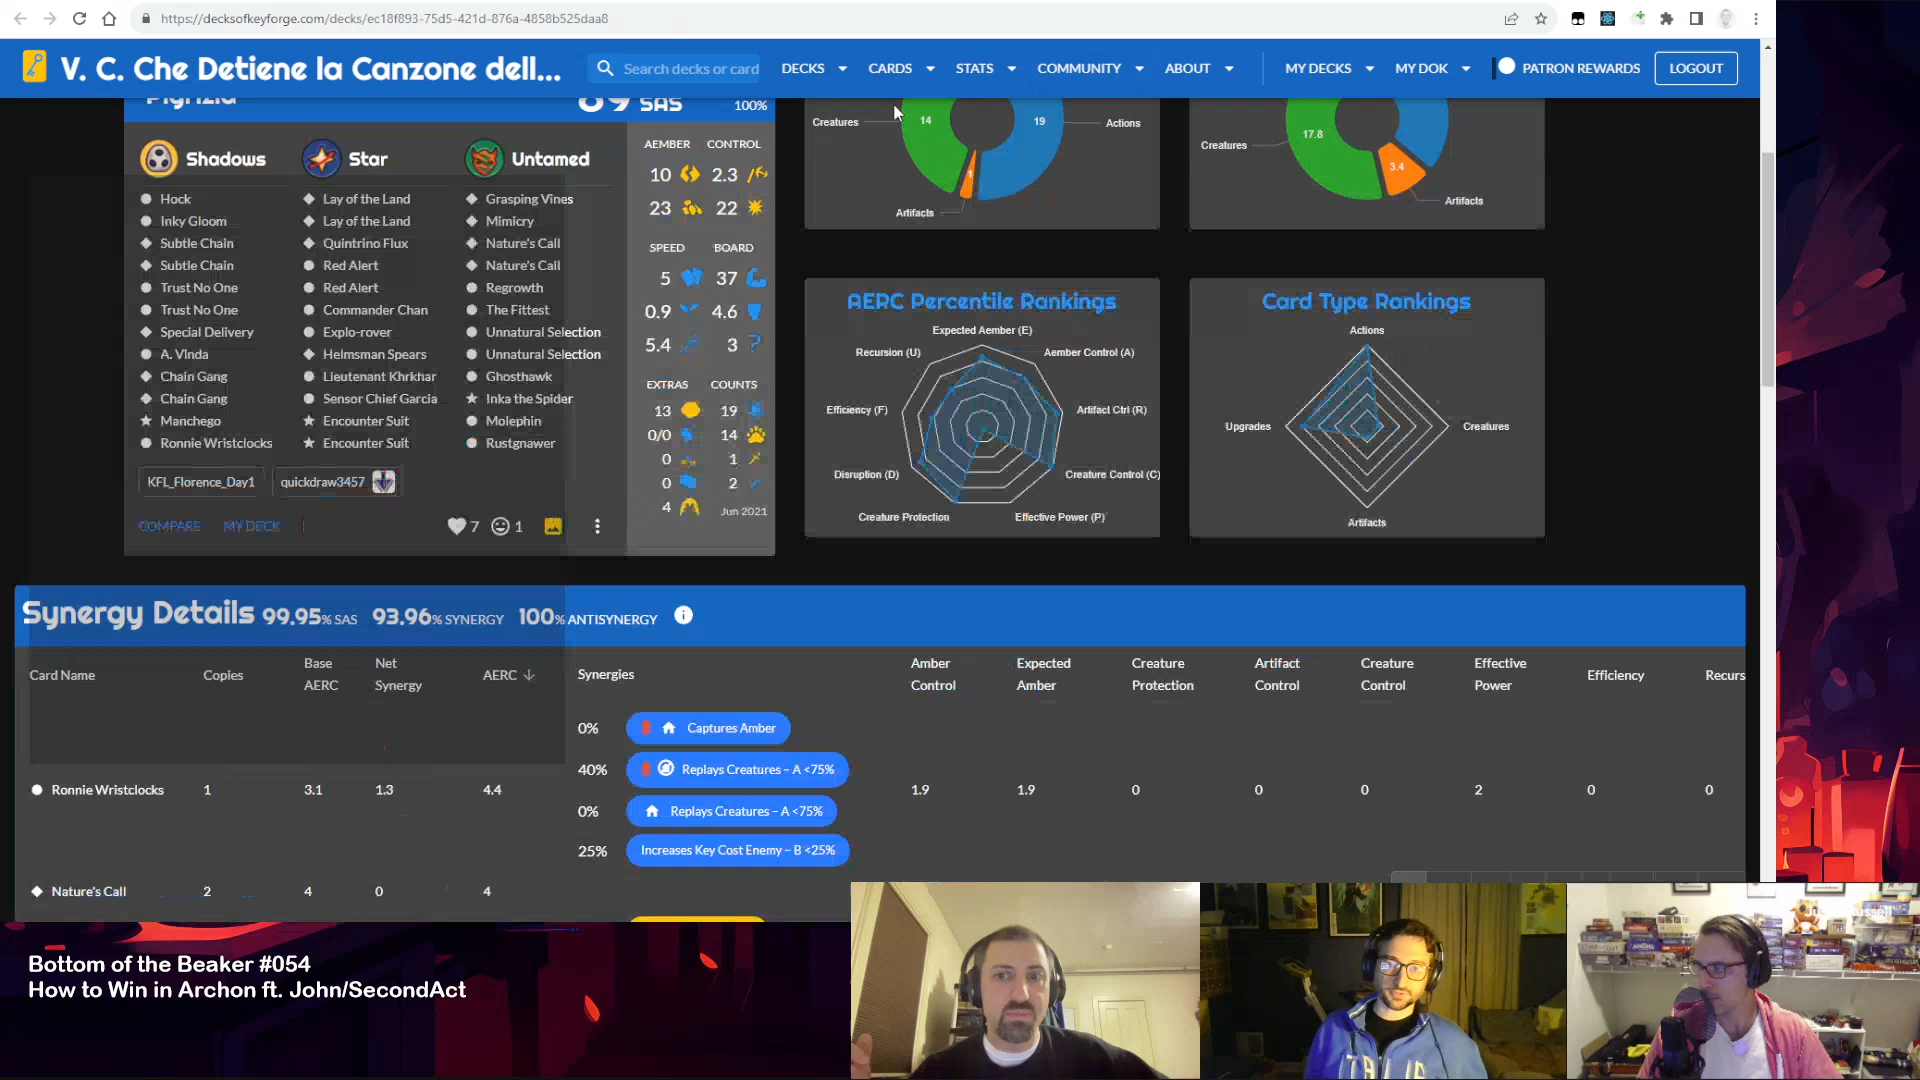 https://decksofkeyforge.com/decks/ec18f893-75d5-421d-876a-4858b525daa8
V. C. Che Detiene la Canzone dell...
Search decks or card
DECKS CARDS STATS COMMUNITY ABOUT MY DECKS MY DOK PATRON REWARDS LOGOUT
Pigrizia
89 SAS 100%
Shadows Star Untamed
Hock Lay of the Land Grasping Vines
Inky Gloom Lay of the Land Mimicry
Subtle Chain Quintrino Flux Nature's Call
Subtle Chain Red Alert Nature's Call
Trust No One Red Alert Regrowth
Trust No One Commander Chan The Fittest
Special Delivery Explo-rover Unnatural Selection
A. Vinda Helmsman Spears Unnatural Selection
Chain Gang Lieutenant Khrkhar Ghosthawk
Chain Gang Sensor Chief Garcia Inka the Spider
Manchego Encounter Suit Molephin
Ronnie Wristclocks Encounter Suit Rustgnawer
KFL_Florence_Day1 quickdraw3457
COMPARE MY DECK 7 1
AEMBER CONTROL
10 2.3
23 22
SPEED BOARD
5 37
0.9 4.6
5.4 3
EXTRAS COUNTS
13 19
0/0 14
0 1
0 2
4 Jun 2021
Creatures 14 19 Actions
1
Artifacts
Creatures 17.8
3.4
Artifacts
AERC Percentile Rankings
Expected Aember (E)
Recursion (U) Aember Control (A)
Efficiency (F) Artifact Ctrl (R)
Disruption (D) Creature Control (C)
Creature Protection Effective Power (P)
Card Type Rankings
Actions
Upgrades Creatures
Artifacts
Synergy Details 99.95% SAS 93.96% SYNERGY 100% ANTISYNERGY
Card Name Copies Base AERC Net Synergy AERC Synergies Amber Control Expected Amber Creature Protection Artifact Control Creature Control Effective Power Efficiency Recurs
0% Captures Amber
40% Replays Creatures – A <75%
Ronnie Wristclocks 1 3.1 1.3 4.4 1.9 1.9 0 0 0 2 0 0
0% Replays Creatures – A <75%
25% Increases Key Cost Enemy – B <25%
Nature's Call 2 4 0 4
Bottom of the Beaker #054
How to Win in Archon ft. John/SecondAct